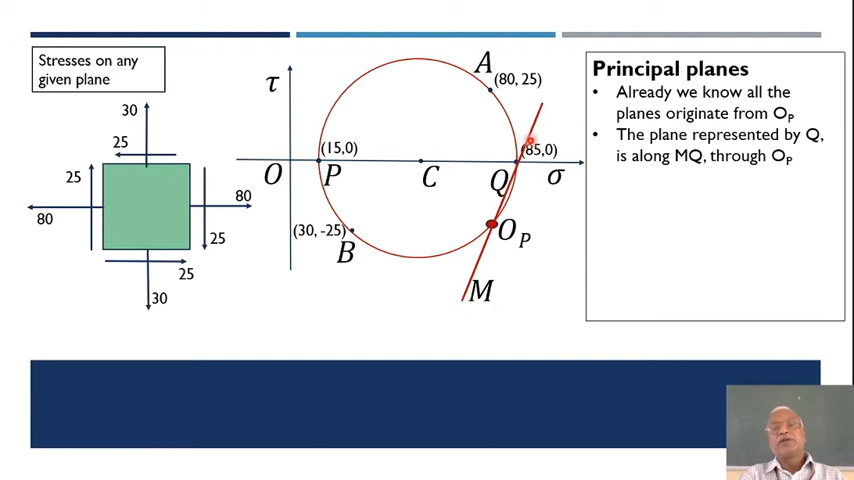 Stresses on any
given plane
30
25
25
80
80
25
25
30
τ
A
(80, 25)
(15,0)
(85,0)
O
P
C
Q
σ
(30, -25)
B
O_P
M
Principal planes
• Already we know all the
planes originate from O_P
• The plane represented by Q,
is along MQ, through O_P